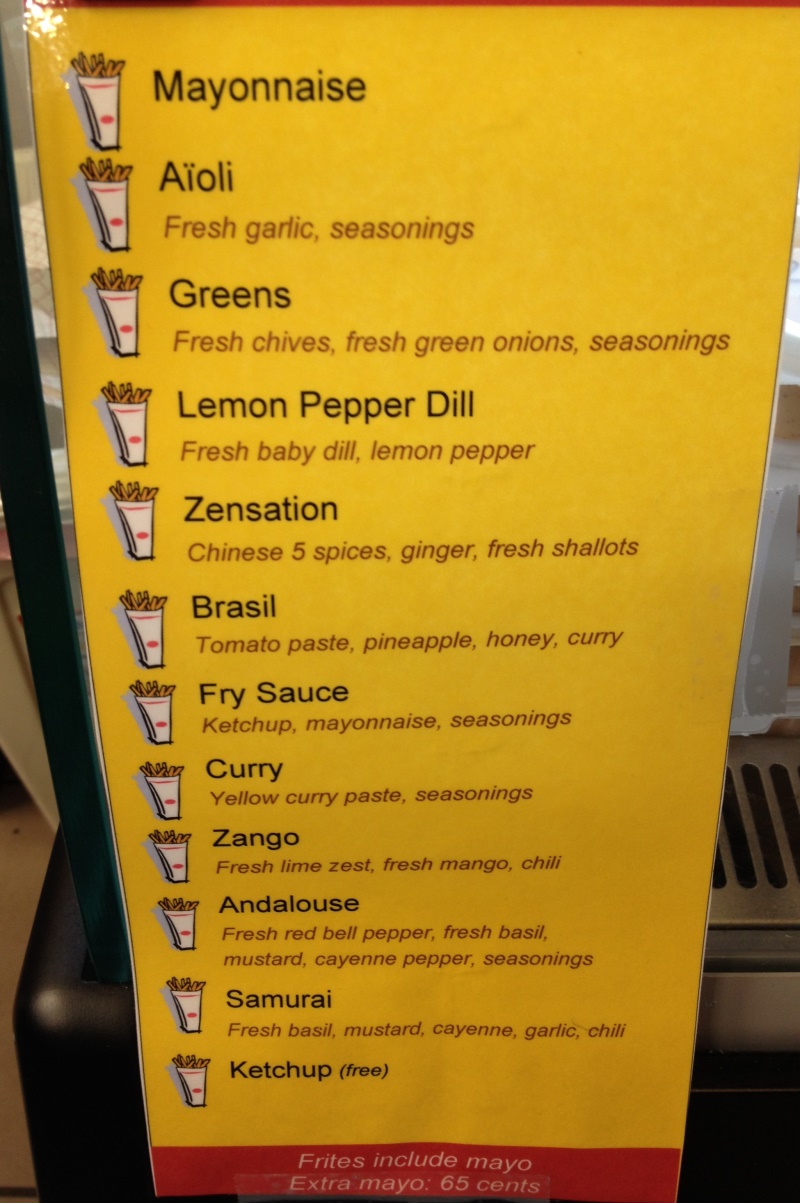 Mayonnaise
Aïoli
Fresh garlic, seasonings
Greens
Fresh chives, fresh green onions, seasonings
Lemon Pepper Dill
Fresh baby dill, lemon pepper
Zensation
Chinese 5 spices, ginger, fresh shallots
Brasil
Tomato paste, pineapple, honey, curry
Fry Sauce
Ketchup, mayonnaise, seasonings
Curry
Yellow curry paste, seasonings
Zango
Fresh lime zest, fresh mango, chili
Andalouse
Fresh red bell pepper, fresh basil,
mustard, cayenne pepper, seasonings
Samurai
Fresh basil, mustard, cayenne, garlic, chili
Ketchup (free)
Frites include mayo
Extra mayo: 65 cents